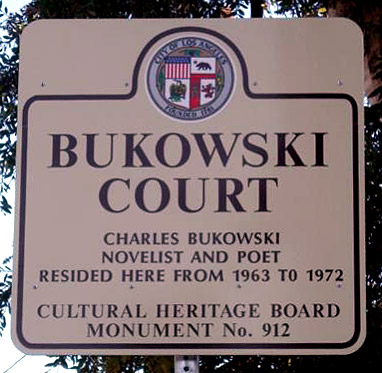 CITY OF LOS ANGELES
FOUNDED 1781
BUKOWSKI
COURT
CHARLES BUKOWSKI
NOVELIST AND POET
RESIDED HERE FROM 1963 TO 1972
CULTURAL HERITAGE BOARD
MONUMENT No. 912